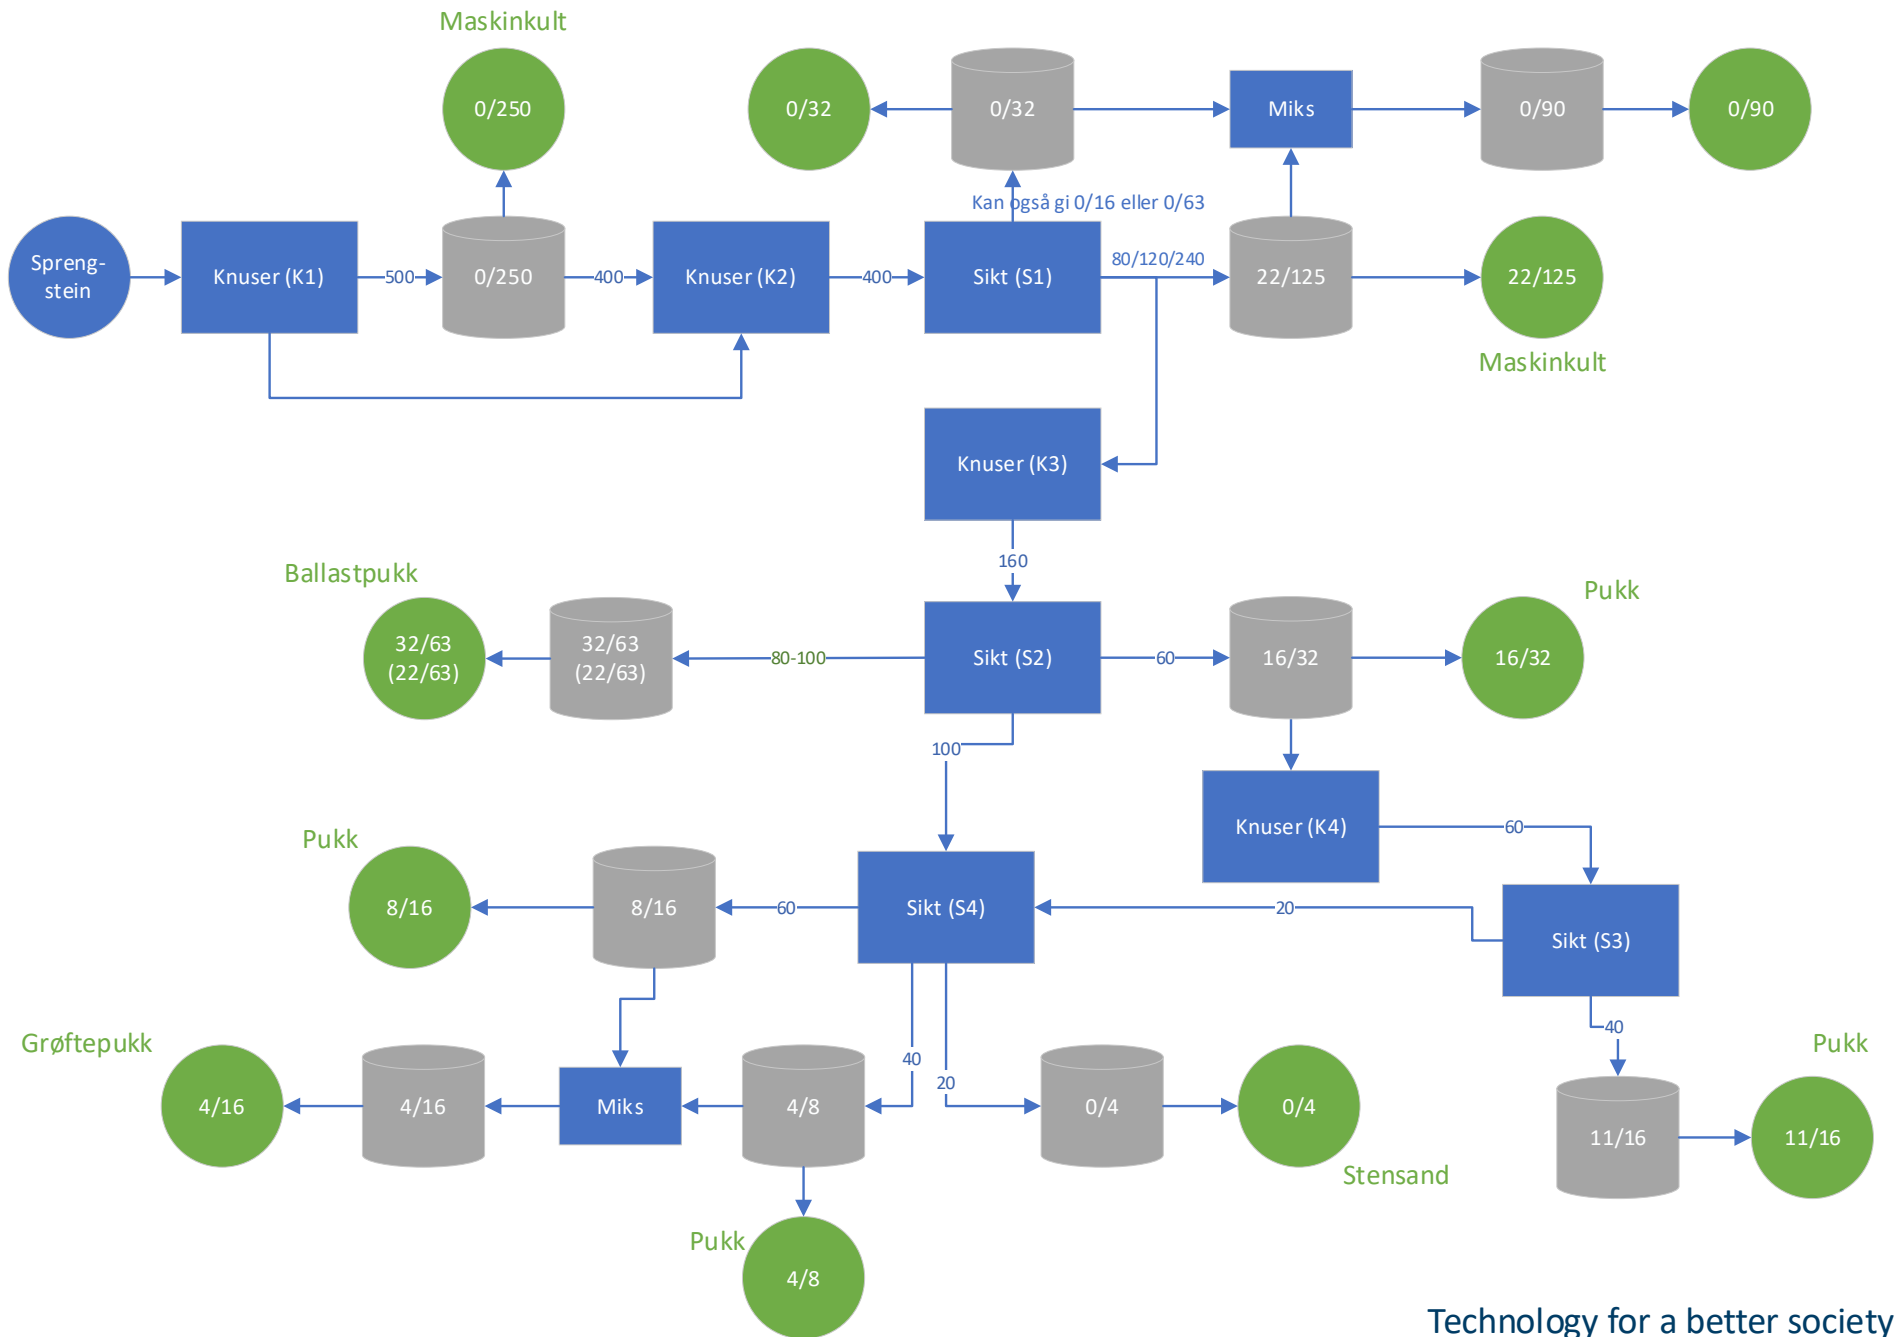 Maskinkult
0/250
0/32
0/32
Miks
0/90
0/90
Kan også gi 0/16 eller 0/63
Spreng-
stein
Knuser (K1)
500
0/250
400
Knuser (K2)
400
Sikt (S1)
80/120/240
22/125
22/125
Maskinkult
Knuser (K3)
160
Ballastpukk
32/63
(22/63)
32/63
(22/63)
80-100
Sikt (S2)
60
16/32
16/32
Pukk
100
Knuser (K4)
60
Pukk
8/16
8/16
60
Sikt (S4)
20
Sikt (S3)
40
Grøftepukk
4/16
4/16
Miks
4/8
40
20
0/4
0/4
Stensand
11/16
11/16
Pukk
Pukk
4/8
Technology for a better society